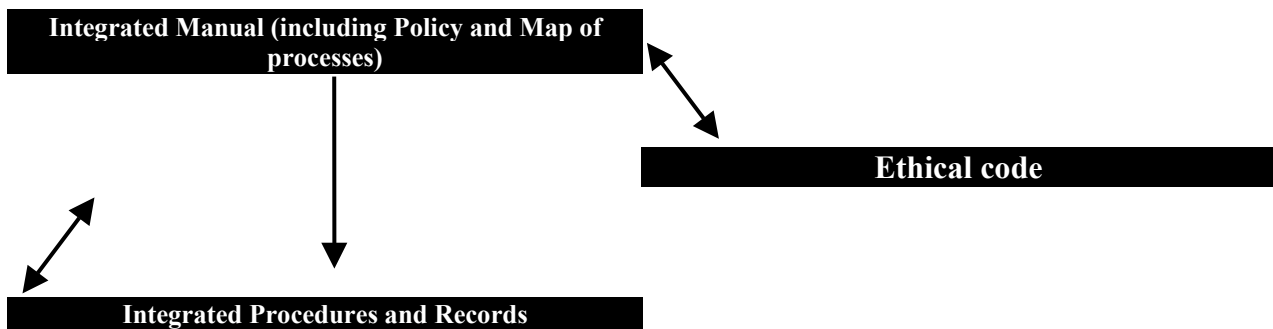 Integrated Manual (including Policy and Map of
processes)
Ethical code
Integrated Procedures and Records